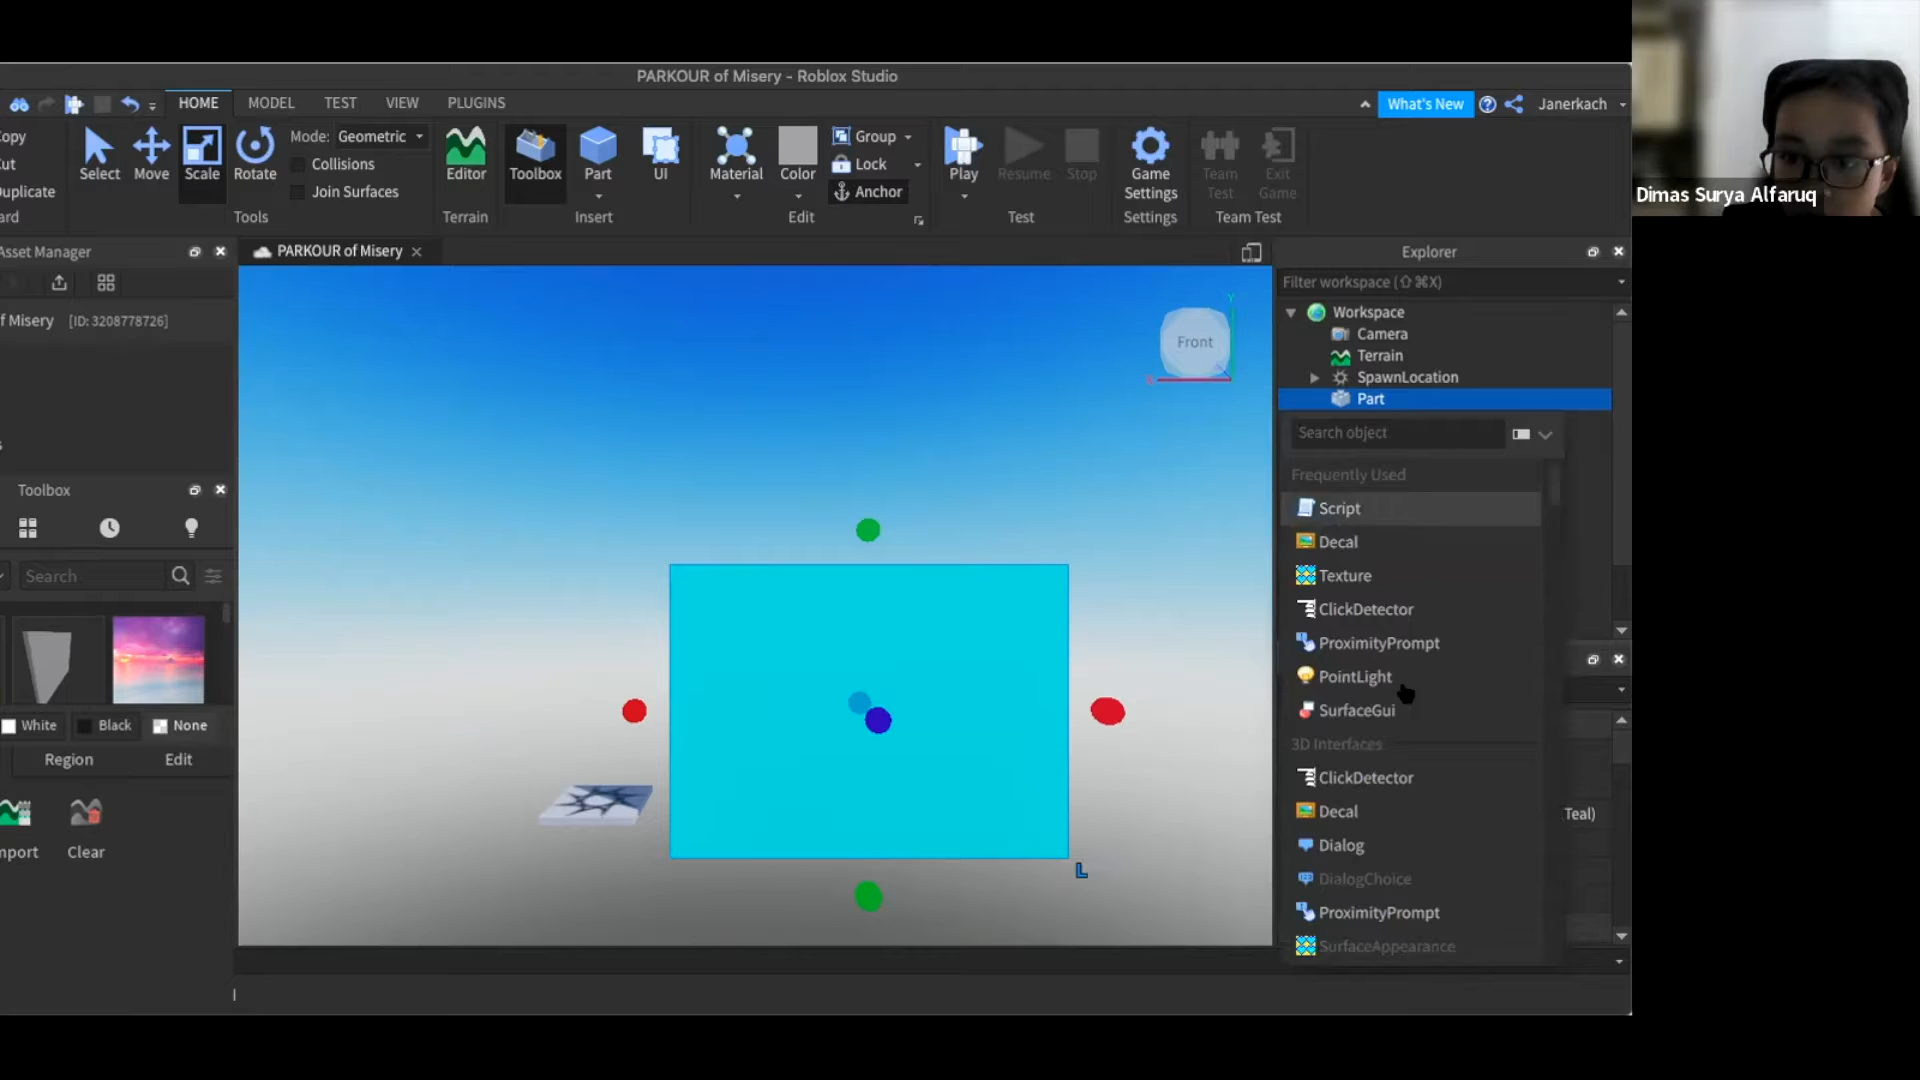 PARKOUR of Misery - Roblox Studio
HOME
MODEL
TEST
VIEW
PLUGINS
What's New
Janerkach
opy
ut
uplicate
ard
Select
Move
Scale
Rotate
Mode: Geometric
Collisions
Join Surfaces
Tools
Editor
Terrain
Toolbox
Part
UI
Insert
Material
Color
Group
Lock
Anchor
Edit
Play
Resume
Stop
Test
Game
Settings
Settings
Team
Test
Exit
Game
Team Test
Dimas Surya Alfaruq
Asset Manager
f Misery [ID: 3208778726]
s
Toolbox
Search
White
Black
None
Region
Edit
mport
Clear
PARKOUR of Misery
Front
Y
L
Explorer
Filter workspace (⇧⌘X)
Workspace
Camera
Terrain
SpawnLocation
Part
Search object
Frequently Used
Script
Decal
Texture
ClickDetector
ProximityPrompt
PointLight
SurfaceGui
3D Interfaces
ClickDetector
Decal
Dialog
DialogChoice
ProximityPrompt
SurfaceAppearance
Teal)